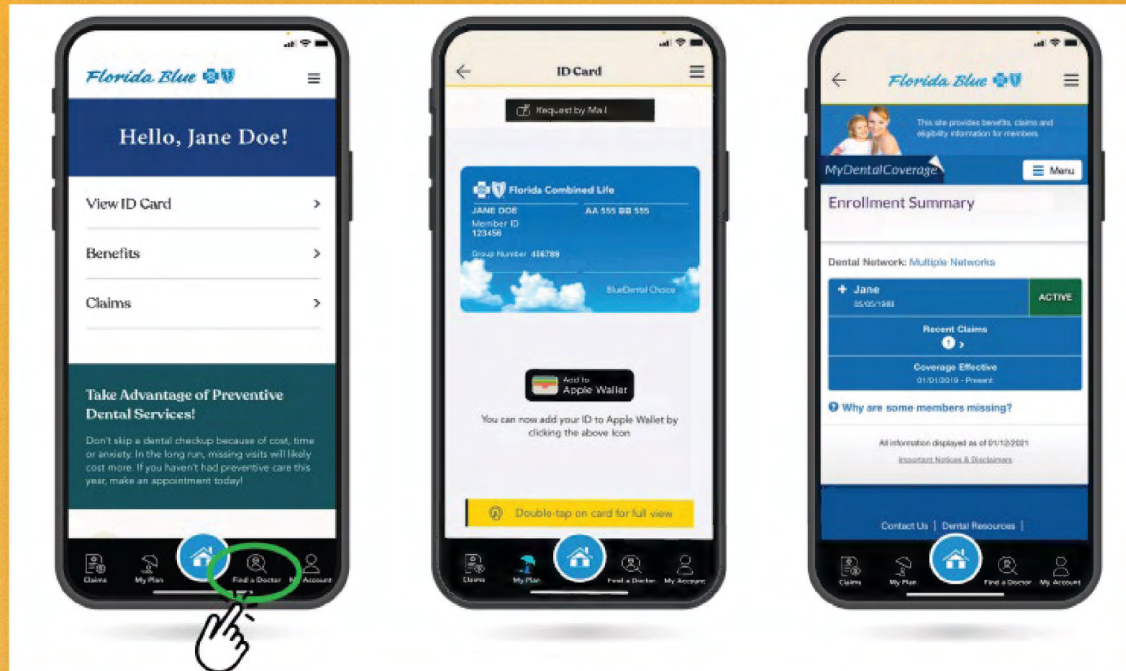 Florida Blue
Hello, Jane Doe!
View ID Card
Benefits
Claims
Take Advantage of Preventive
Dental Services!
Don't skip a dental checkup because of cost, time
or anxiety. In the long run, missing visits will likely
cost more. If you haven't had preventive care this
year, make an appointment today!
Claims
My Plan
Find a Doctor
My Account
ID Card
Request by Mail
Florida Combined Life
JANE DOE
AA 555 BB 555
Member ID
123456
Group Number 456789
BlueDental Choice
Add to
Apple Wallet
You can now add your ID to Apple Wallet by
clicking the above icon
Double tap on card for full view
Claims
My Plan
Find a Doctor
My Account
Florida Blue
This site provides benefits, claims and
eligibility information for members.
MyDentalCoverage
Menu
Enrollment Summary
Dental Network: Multiple Networks
+ Jane
05/05/1988
ACTIVE
Recent Claims
1 >
Coverage Effective
01/01/2019 - Present
? Why are some members missing?
All information displayed as of 01/12/2021
Important Notices & Disclaimers
Contact Us | Dental Resources |
Claims
My Plan
Find a Doctor
My Account